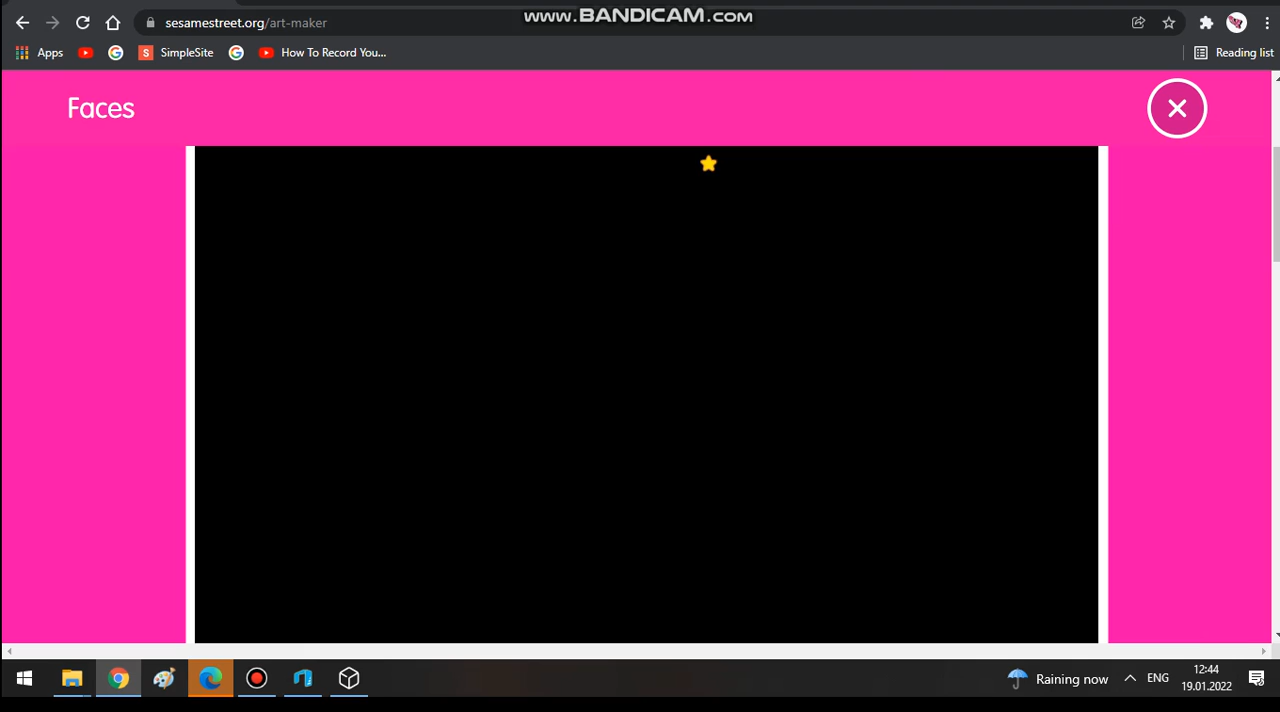 www.BANDICAM.com
sesamestreet.org/art-maker
Apps
S SimpleSite
How To Record You...
Reading list
Faces
Raining now
ENG
12:44
19.01.2022